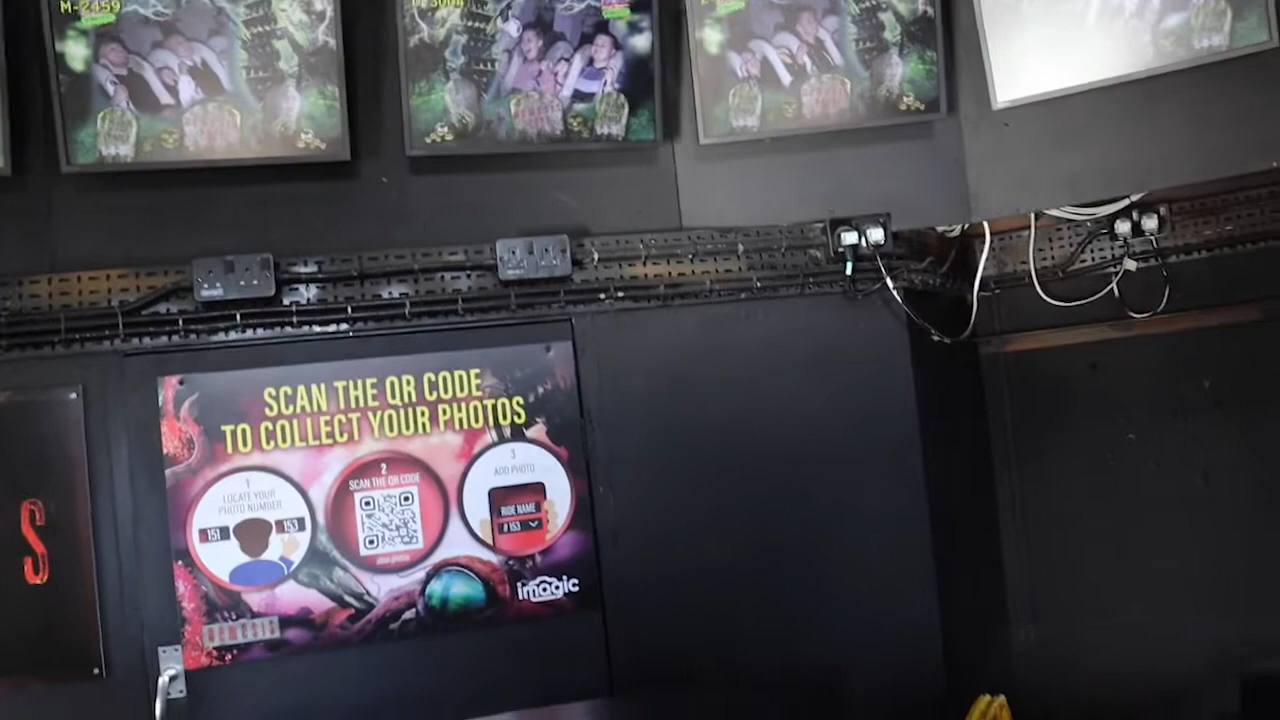 M-2459
SCAN THE QR CODE
TO COLLECT YOUR PHOTOS
1
LOCATE YOUR
PHOTO NUMBER
151
153
2
SCAN THE QR CODE
3
ADD PHOTO
RIDE NAME
# 153
imagic
NEMESIS
S